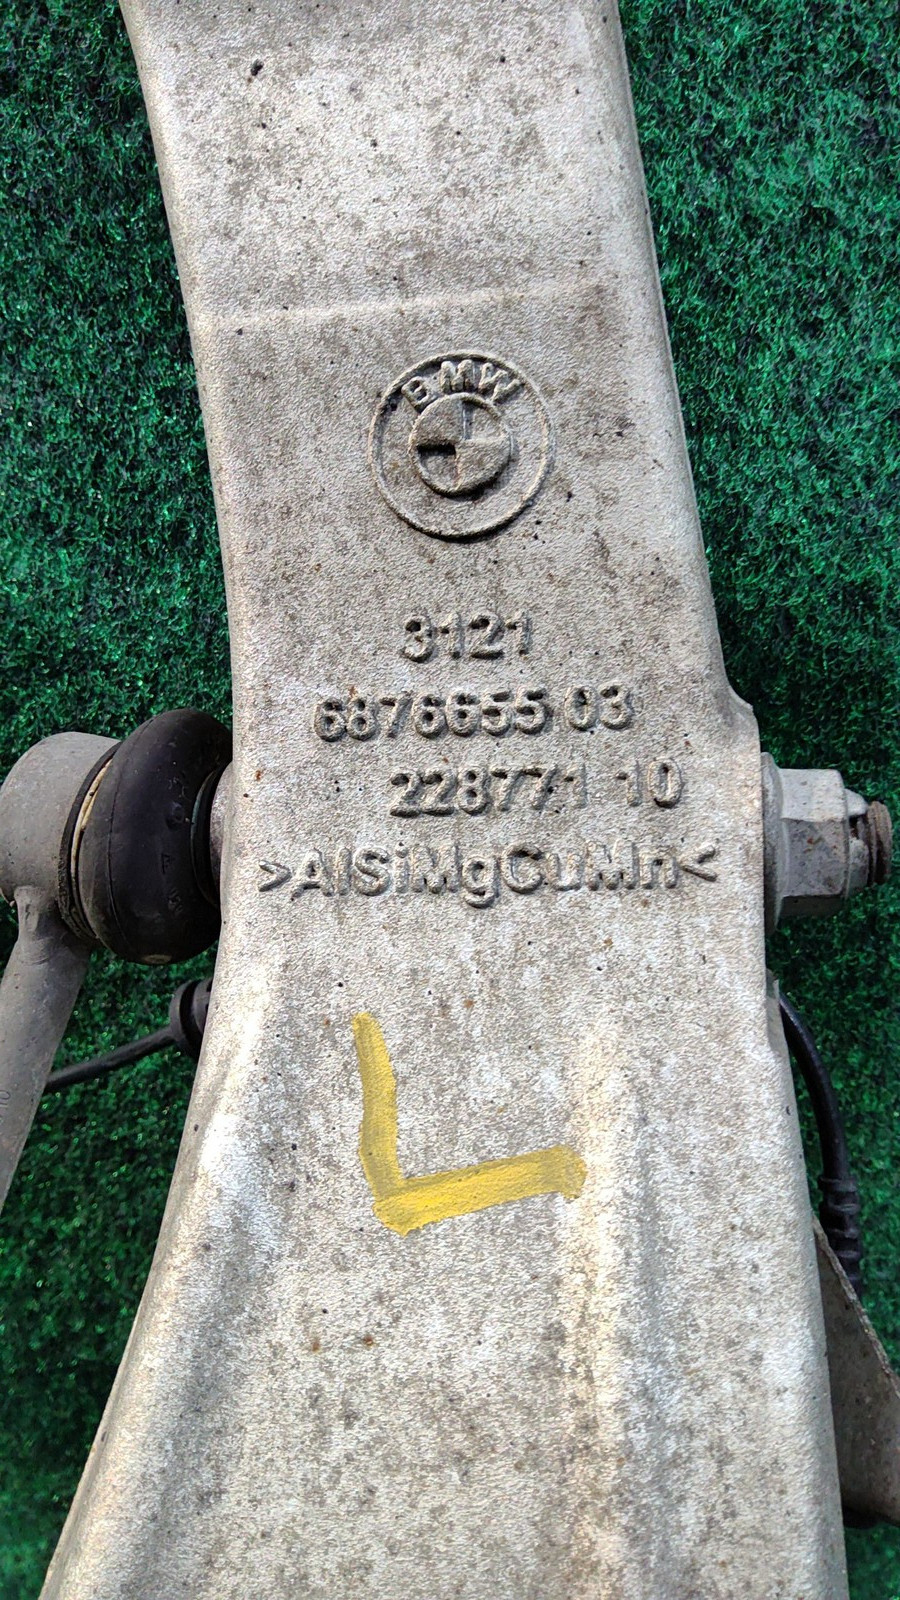 BMW
3121
6876655 03
228771 10
>AlSiMgCuMn<
L